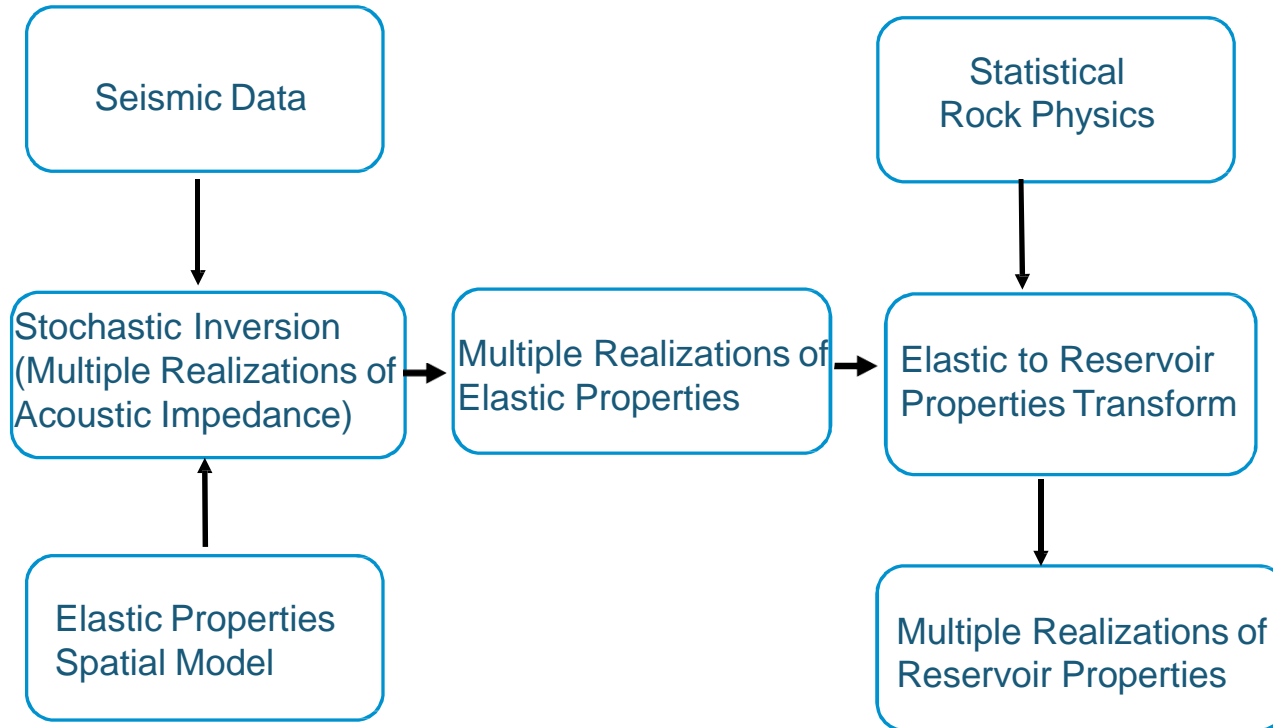 Seismic Data
Statistical
Rock Physics
Stochastic Inversion
(Multiple Realizations of
Acoustic Impedance)
Multiple Realizations of
Elastic Properties
Elastic to Reservoir
Properties Transform
Elastic Properties
Spatial Model
Multiple Realizations of
Reservoir Properties